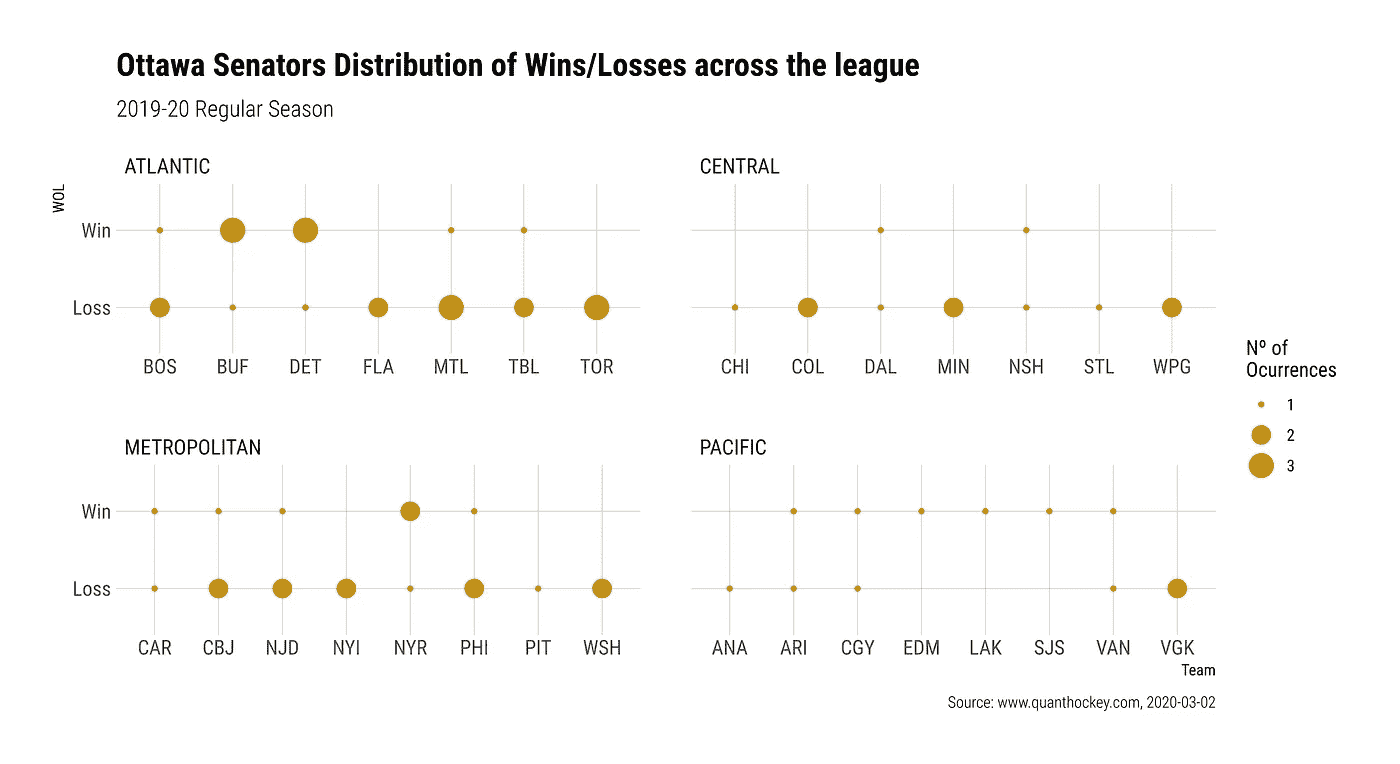 Ottawa Senators Distribution of Wins/Losses across the league
2019-20 Regular Season
ATLANTIC
WOL
Win
Loss
BOS BUF DET FLA MTL TBL TOR
CENTRAL
CHI COL DAL MIN NSH STL WPG
METROPOLITAN
Win
Loss
CAR CBJ NJD NYI NYR PHI PIT WSH
PACIFIC
ANA ARI CGY EDM LAK SJS VAN VGK
Team
Nº of
Ocurrences
1
2
3
Source: www.quanthockey.com, 2020-03-02